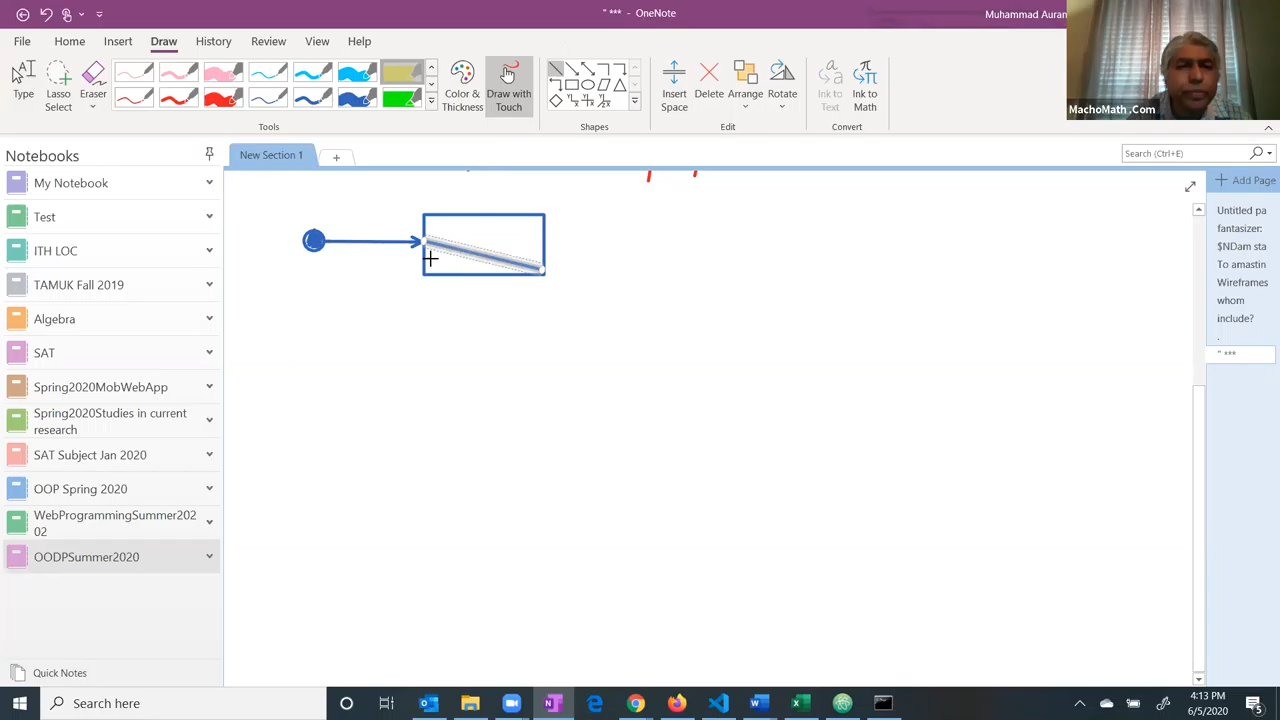 " *** - OneNote
Muhammad Auran
File
Home
Insert
Draw
History
Review
View
Help
Type
Lasso
Select
Eraser
Color &
Thickness
Draw with
Touch
Insert
Space
Delete
Arrange
Rotate
Ink to
Text
Ink to
Math
Tools
Shapes
Edit
Convert
MachoMath .Com
Notebooks
New Section 1
Search (Ctrl+E)
Add Page
My Notebook
Test
ITH LOC
TAMUK Fall 2019
Algebra
SAT
Spring2020MobWebApp
Spring2020Studies in current
research
SAT Subject Jan 2020
OOP Spring 2020
WebProgrammingSummer202
02
OODPSummer2020
Quick Notes
Untitled pa
fantasizer:
$NDam sta
To amastin
Wireframes
whom
include?
.
" ***
Search here
4:13 PM
6/5/2020
5